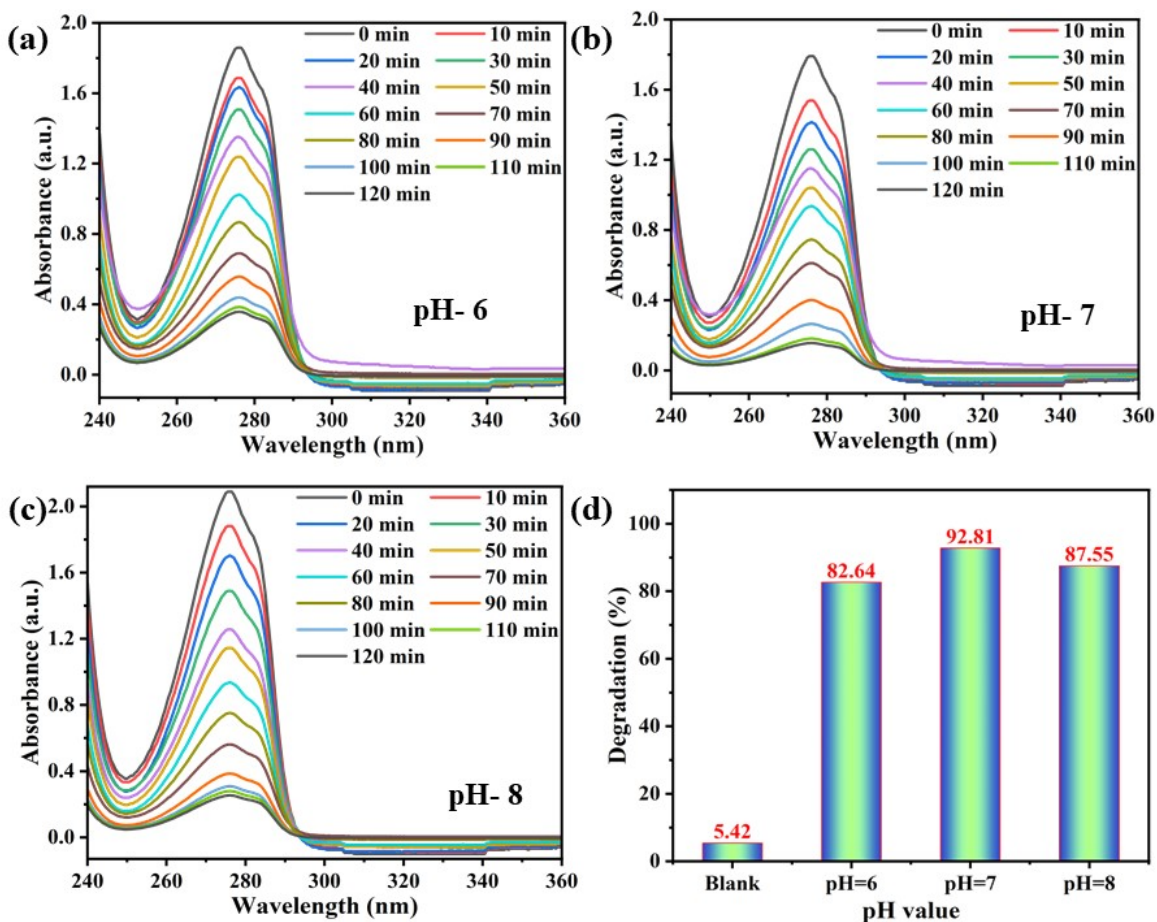 (a)
2.0
1.6
1.2
0.8
0.4
0.0
Absorbance (a.u.)
0 min 10 min
20 min 30 min
40 min 50 min
60 min 70 min
80 min 90 min
100 min 110 min
120 min
pH- 6
240 260 280 300 320 340 360
Wavelength (nm)
(b)
2.0
1.6
1.2
0.8
0.4
0.0
Absorbance (a.u.)
0 min 10 min
20 min 30 min
40 min 50 min
60 min 70 min
80 min 90 min
100 min 110 min
120 min
pH- 7
240 260 280 300 320 340 360
Wavelength (nm)
(c)
2.0
1.6
1.2
0.8
0.4
0.0
Absorbance (a.u.)
0 min 10 min
20 min 30 min
40 min 50 min
60 min 70 min
80 min 90 min
100 min 110 min
120 min
pH- 8
240 260 280 300 320 340 360
Wavelength (nm)
(d)
100
80
60
40
20
0
Degradation (%)
5.42
82.64
92.81
87.55
Blank pH=6 pH=7 pH=8
pH value